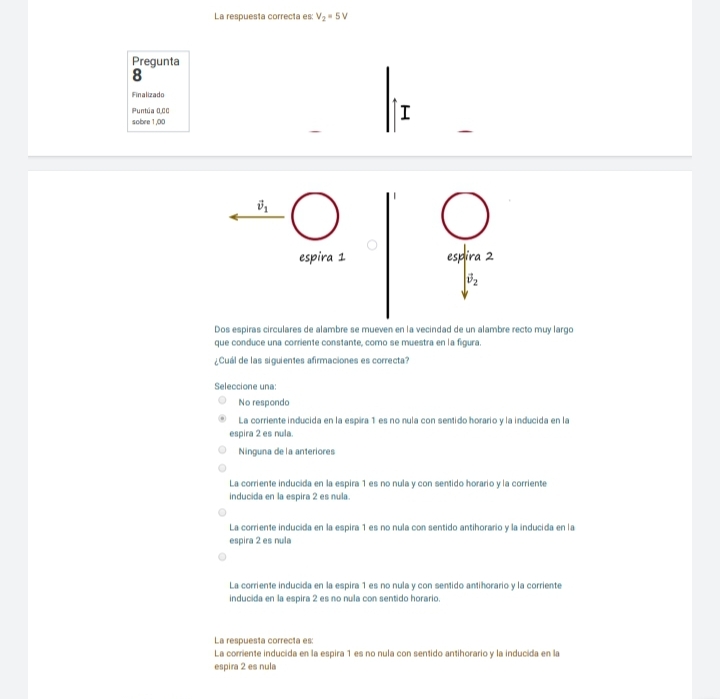 La respuesta correcta es: V₂ = 5 V
Pregunta
8
Finalizado
Puntúa 0,00
sobre 1,00
I
v⃗₁
espira 1
espira 2
v⃗₂
Dos espiras circulares de alambre se mueven en la vecindad de un alambre recto muy largo
que conduce una corriente constante, como se muestra en la figura.
¿Cuál de las siguientes afirmaciones es correcta?
Seleccione una:
No respondo
La corriente inducida en la espira 1 es no nula con sentido horario y la inducida en la
espira 2 es nula.
Ninguna de la anteriores
La corriente inducida en la espira 1 es no nula y con sentido horario y la corriente
inducida en la espira 2 es nula.
La corriente inducida en la espira 1 es no nula con sentido antihorario y la inducida en la
espira 2 es nula
La corriente inducida en la espira 1 es no nula y con sentido antihorario y la corriente
inducida en la espira 2 es no nula con sentido horario.
La respuesta correcta es:
La corriente inducida en la espira 1 es no nula con sentido antihorario y la inducida en la
espira 2 es nula